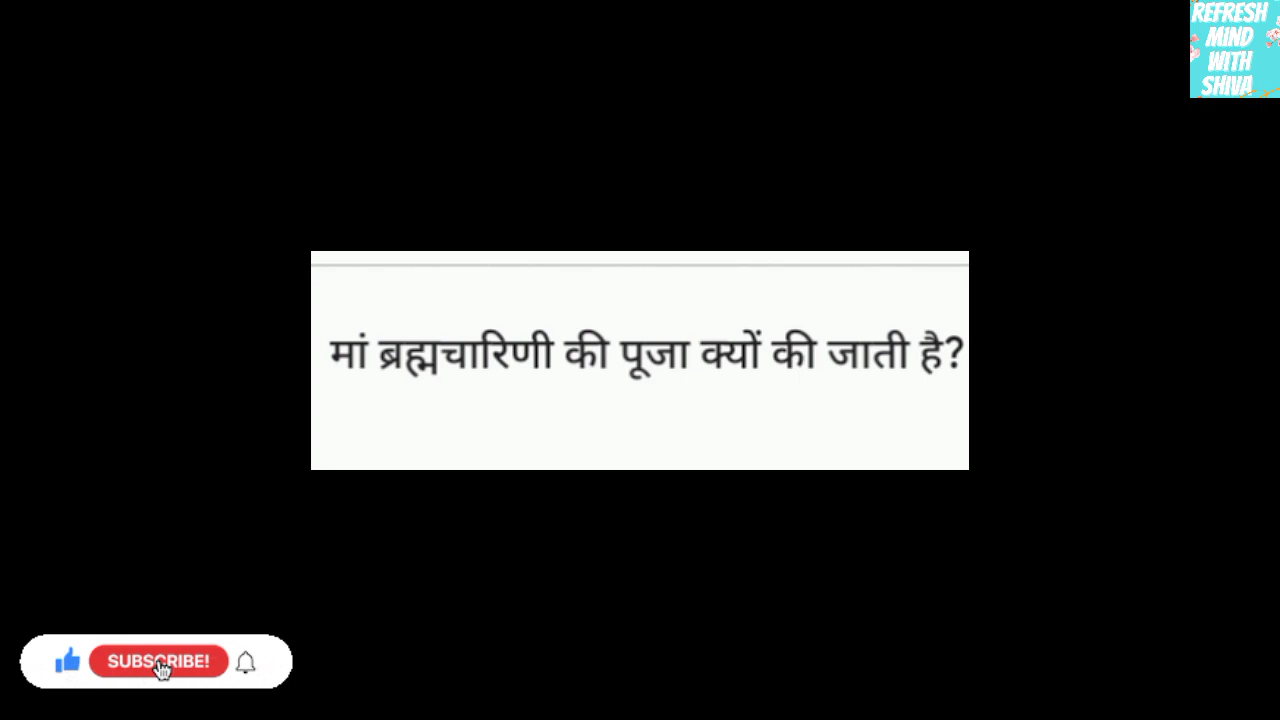 REFRESH
MIND
WITH
SHIVA
मां ब्रह्मचारिणी की पूजा क्यों की जाती है?
SUBSCRIBE!